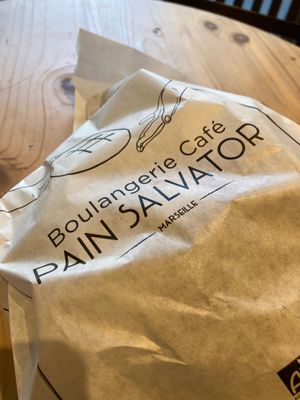 Boulangerie Café
PAIN SALVATOR
MARSEILLE